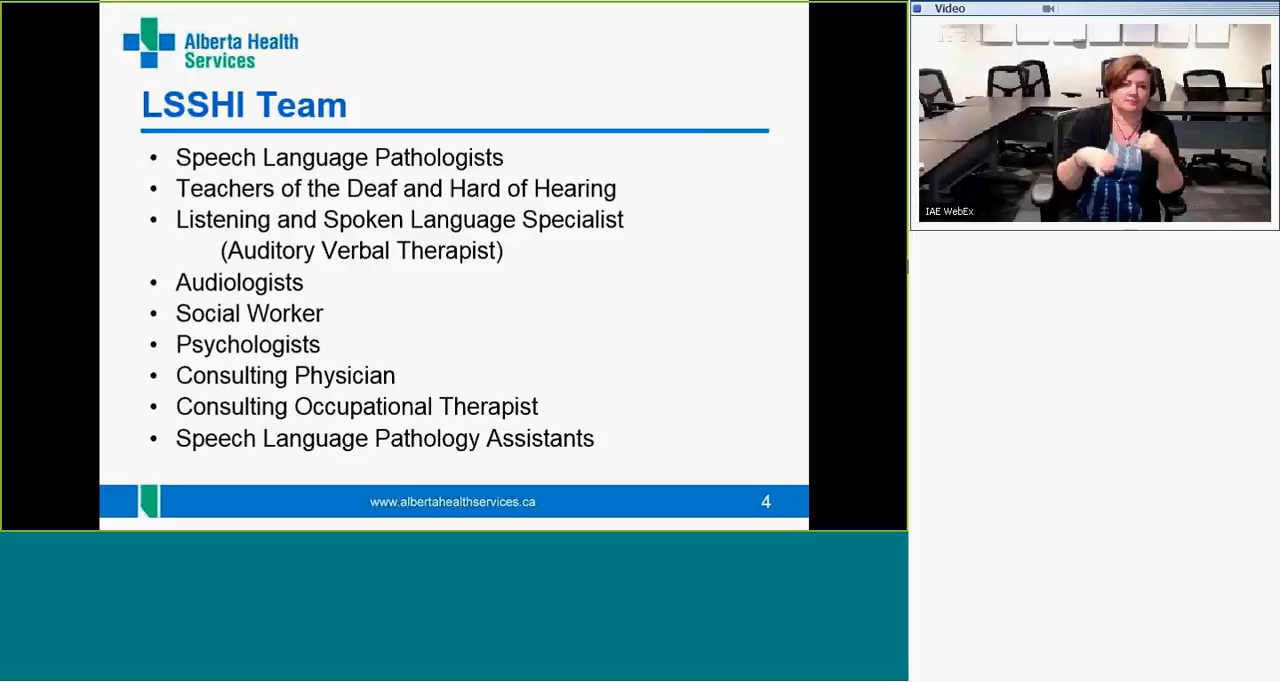 Alberta Health
Services
LSSHI Team
• Speech Language Pathologists
• Teachers of the Deaf and Hard of Hearing
• Listening and Spoken Language Specialist
(Auditory Verbal Therapist)
• Audiologists
• Social Worker
• Psychologists
• Consulting Physician
• Consulting Occupational Therapist
• Speech Language Pathology Assistants
www.albertahealthservices.ca
4
Video
IAE WebEx